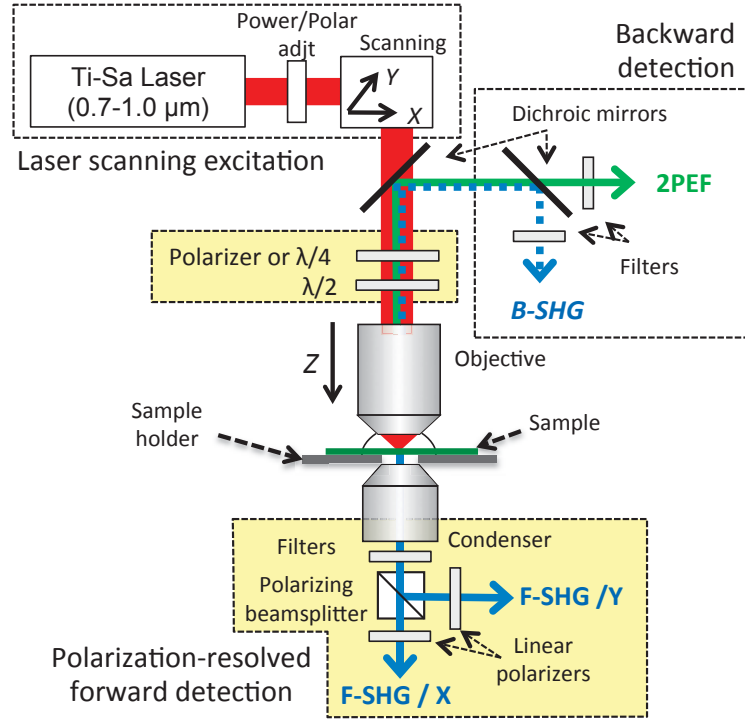 Power/Polar
adjt
Scanning
Ti-Sa Laser
(0.7-1.0 µm)
Y
X
Laser scanning excitation
Backward
detection
Dichroic mirrors
2PEF
Filters
B-SHG
Polarizer or λ/4
λ/2
Z
Objective
Sample
holder
Sample
Filters
Condenser
Polarizing
beamsplitter
F-SHG /Y
Linear
polarizers
Polarization-resolved
forward detection
F-SHG / X